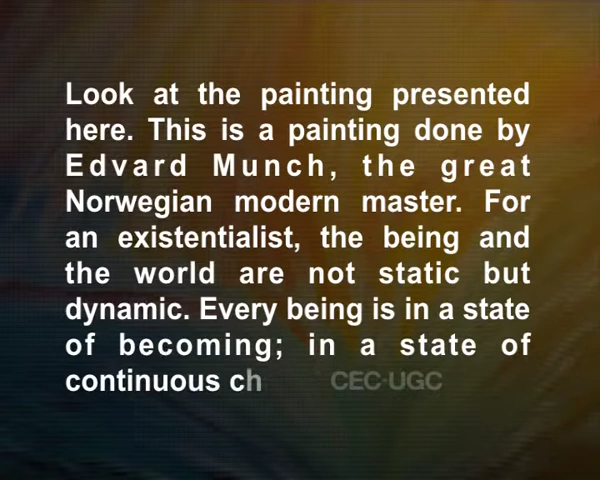 Look at the painting presented
here. This is a painting done by
Edvard Munch, the great
Norwegian modern master. For
an existentialist, the being and
the world are not static but
dynamic. Every being is in a state
of becoming; in a state of
continuous ch
CEC-UGC